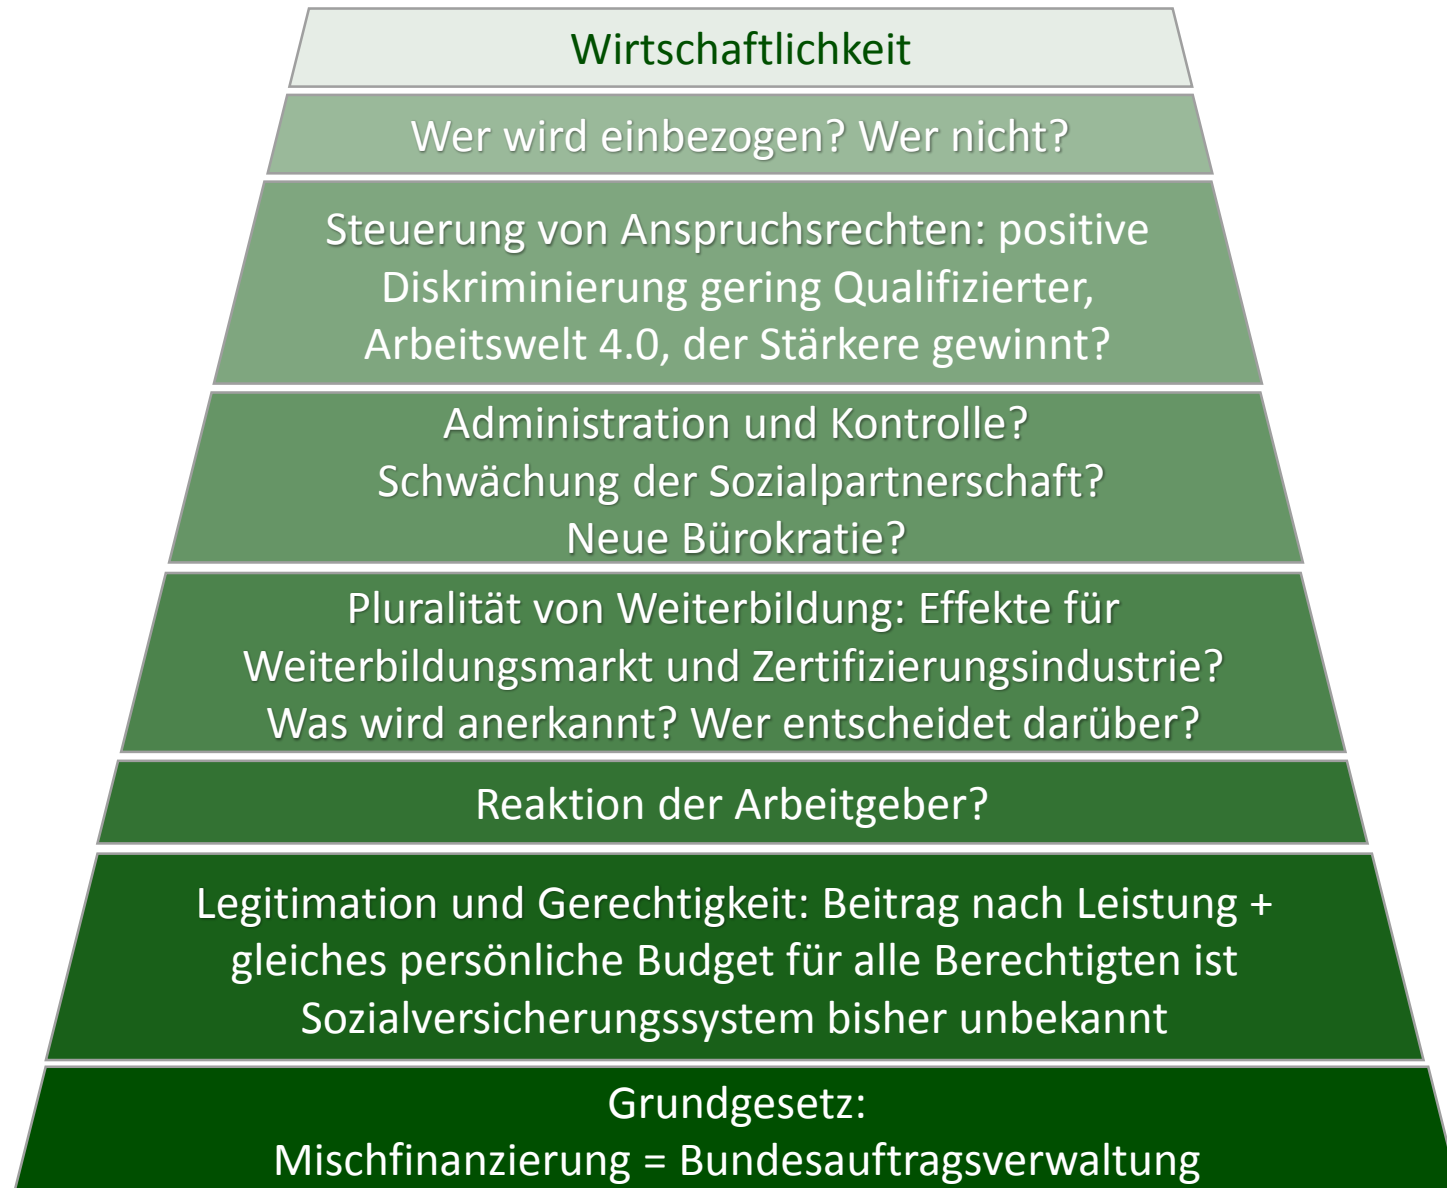 Wirtschaftlichkeit
Wer wird einbezogen? Wer nicht?
Steuerung von Anspruchsrechten: positive
Diskriminierung gering Qualifizierter,
Arbeitswelt 4.0, der Stärkere gewinnt?
Administration und Kontrolle?
Schwächung der Sozialpartnerschaft?
Neue Bürokratie?
Pluralität von Weiterbildung: Effekte für
Weiterbildungsmarkt und Zertifizierungsindustrie?
Was wird anerkannt? Wer entscheidet darüber?
Reaktion der Arbeitgeber?
Legitimation und Gerechtigkeit: Beitrag nach Leistung +
gleiches persönliche Budget für alle Berechtigten ist
Sozialversicherungssystem bisher unbekannt
Grundgesetz:
Mischfinanzierung = Bundesauftragsverwaltung